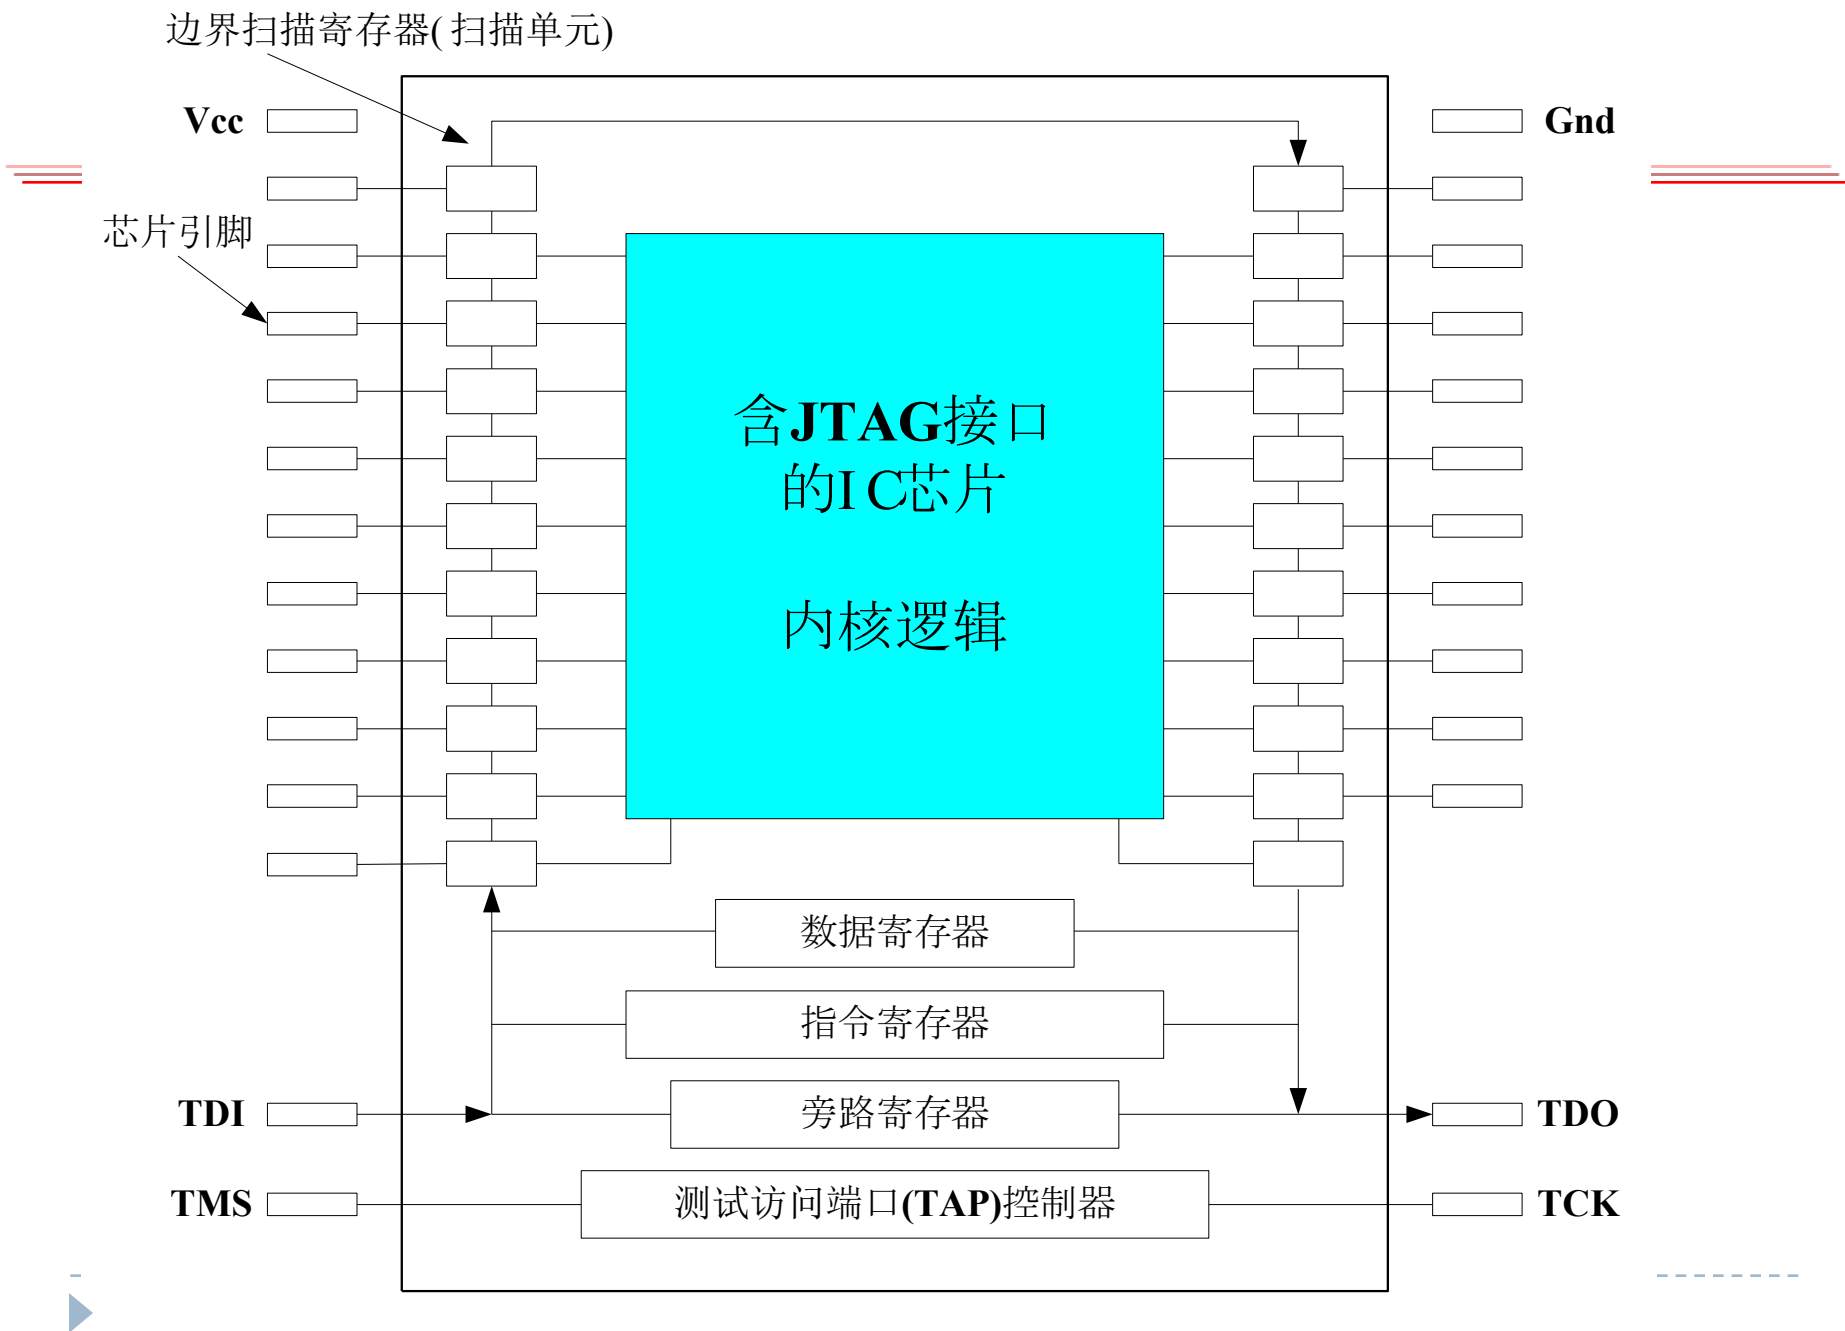 边界扫描寄存器(扫描单元)
Vcc
Gnd
芯片引脚
含JTAG接口
的IC芯片
内核逻辑
数据寄存器
指令寄存器
TDI
旁路寄存器
TDO
TMS
测试访问端口(TAP)控制器
TCK